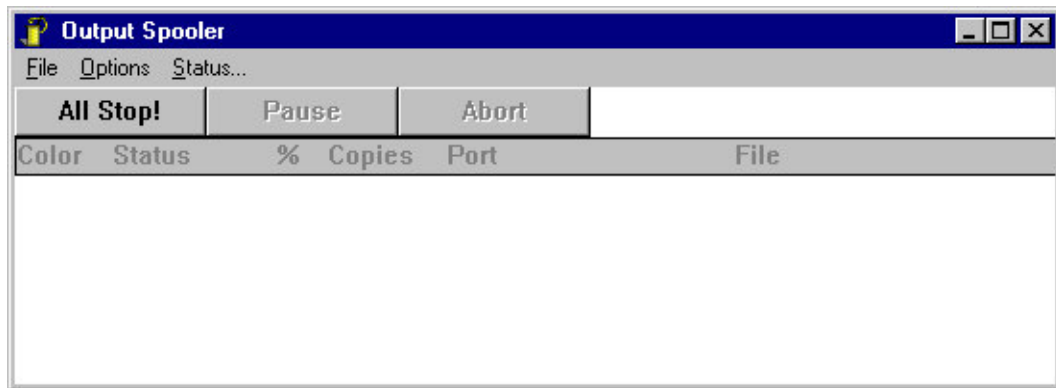 Output Spooler
File Options Status...
All Stop! Pause Abort
Color Status % Copies Port File